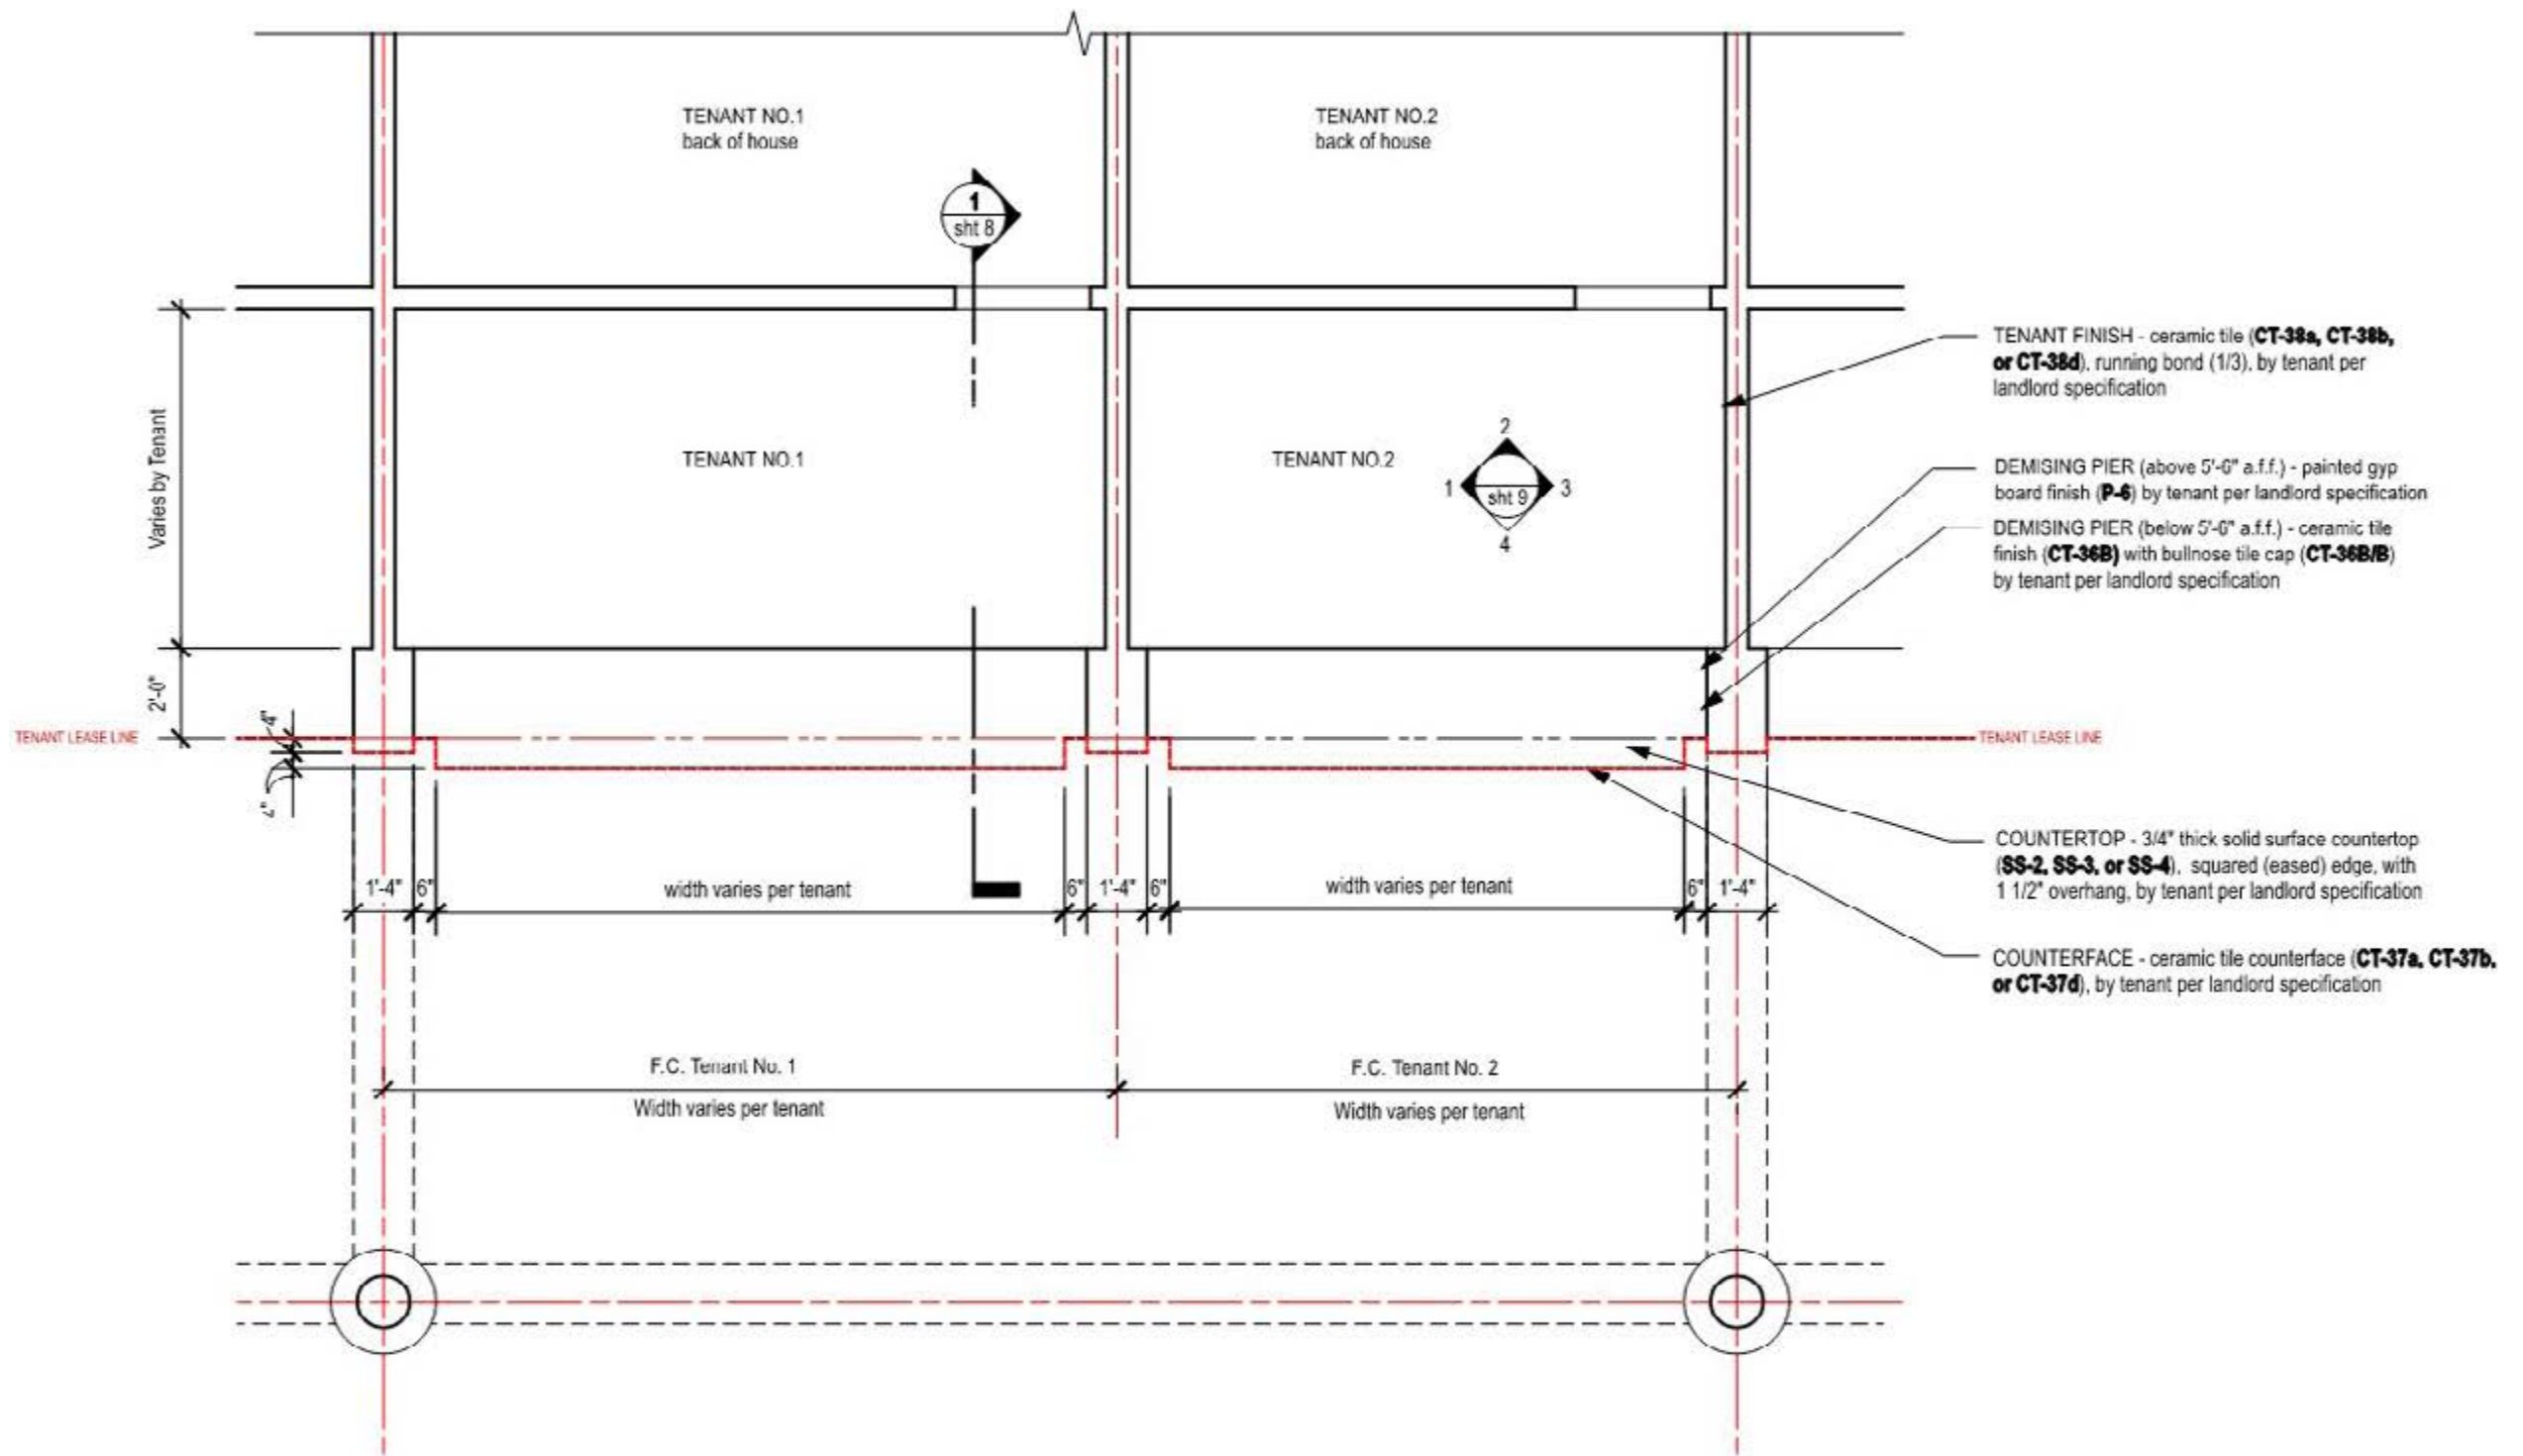 TENANT NO.1
back of house
TENANT NO.2
back of house
1
sht 8
TENANT FINISH - ceramic tile (CT-38a, CT-38b,
or CT-38d), running bond (1/3), by tenant per
landlord specification
Varies by Tenant
TENANT NO.1
TENANT NO.2
2
1
sht 9
3
4
DEMISING PIER (above 5'-6" a.f.f.) - painted gyp
board finish (P-6) by tenant per landlord specification
DEMISING PIER (below 5'-6" a.f.f.) - ceramic tile
finish (CT-36B) with bullnose tile cap (CT-36B/B)
by tenant per landlord specification
2'-0"
4"
TENANT LEASE LINE
TENANT LEASE LINE
COUNTERTOP - 3/4" thick solid surface countertop
(SS-2, SS-3, or SS-4), squared (eased) edge, with
1 1/2" overhang, by tenant per landlord specification
1'-4"
6"
width varies per tenant
6"
1'-4"
6"
width varies per tenant
6"
1'-4"
COUNTERFACE - ceramic tile counterface (CT-37a, CT-37b,
or CT-37d), by tenant per landlord specification
F.C. Tenant No. 1
Width varies per tenant
F.C. Tenant No. 2
Width varies per tenant